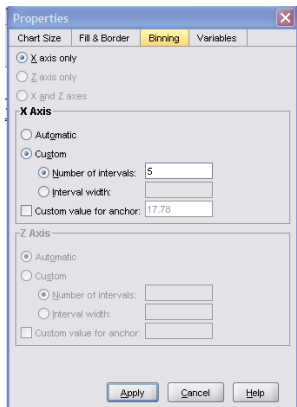 Properties
Chart Size Fill & Border Binning Variables
X axis only
Z axis only
X and Z axes
X Axis
Automatic
Custom
Number of intervals: 5
Interval width:
Custom value for anchor: 17.78
Z Axis
Automatic
Custom
Number of intervals:
Interval width:
Custom value for anchor:
Apply Cancel Help